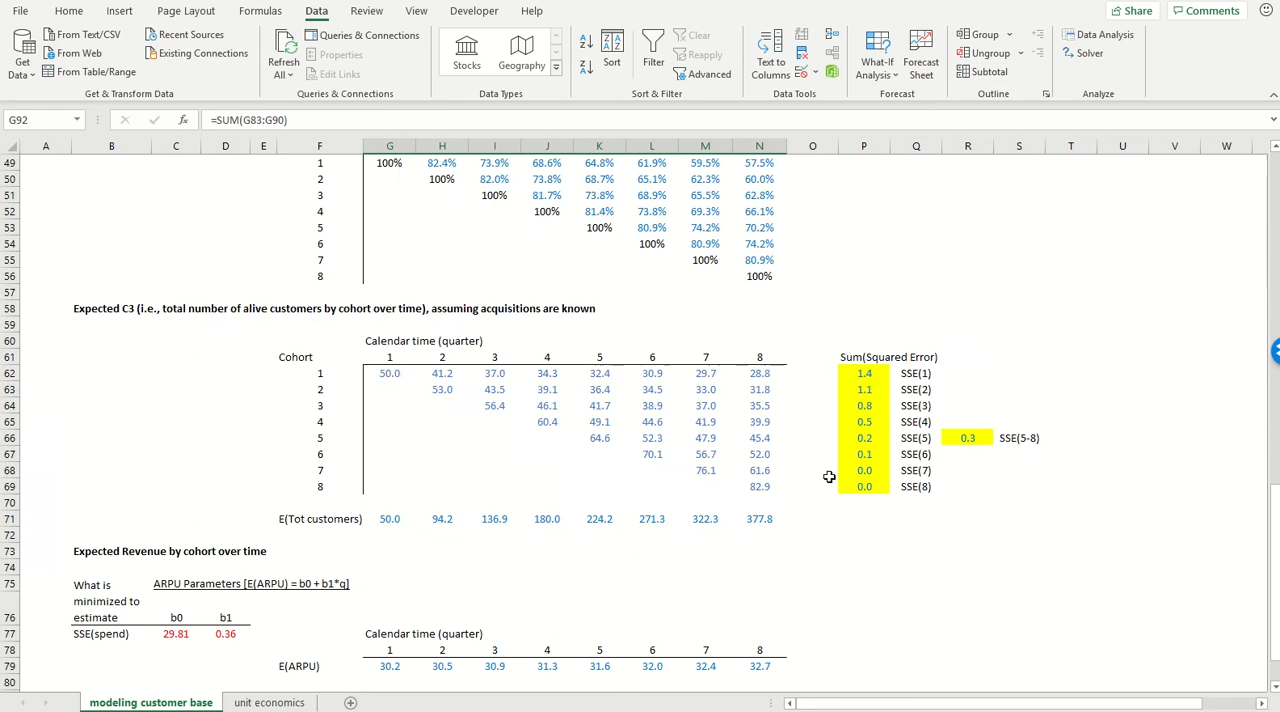 File Home Insert Page Layout Formulas Data Review View Developer Help Share Comments
Get Data From Text/CSV From Web From Table/Range Recent Sources Existing Connections
Get & Transform Data
Refresh All Queries & Connections Properties Edit Links
Queries & Connections
Stocks Geography
Data Types
Sort Filter Clear Reapply Advanced
Sort & Filter
Text to Columns
Data Tools
What-If Analysis Forecast Sheet
Forecast
Group Ungroup Subtotal
Outline
Data Analysis Solver
Analyze
G92 fx =SUM(G83:G90)
A B C D E F G H I J K L M N O P Q R S T U V W
49 1 100% 82.4% 73.9% 68.6% 64.8% 61.9% 59.5% 57.5%
50 2 100% 82.0% 73.8% 68.7% 65.1% 62.3% 60.0%
51 3 100% 81.7% 73.8% 68.9% 65.5% 62.8%
52 4 100% 81.4% 73.8% 69.3% 66.1%
53 5 100% 80.9% 74.2% 70.2%
54 6 100% 80.9% 74.2%
55 7 100% 80.9%
56 8 100%
57
58 Expected C3 (i.e., total number of alive customers by cohort over time), assuming acquisitions are known
59
60 Calendar time (quarter)
61 Cohort 1 2 3 4 5 6 7 8 Sum(Squared Error)
62 1 50.0 41.2 37.0 34.3 32.4 30.9 29.7 28.8 1.4 SSE(1)
63 2 53.0 43.5 39.1 36.4 34.5 33.0 31.8 1.1 SSE(2)
64 3 56.4 46.1 41.7 38.9 37.0 35.5 0.8 SSE(3)
65 4 60.4 49.1 44.6 41.9 39.9 0.5 SSE(4)
66 5 64.6 52.3 47.9 45.4 0.2 SSE(5) 0.3 SSE(5-8)
67 6 70.1 56.7 52.0 0.1 SSE(6)
68 7 76.1 61.6 0.0 SSE(7)
69 8 82.9 0.0 SSE(8)
70
71 E(Tot customers) 50.0 94.2 136.9 180.0 224.2 271.3 322.3 377.8
72
73 Expected Revenue by cohort over time
74
75 What is ARPU Parameters [E(ARPU) = b0 + b1*q]
minimized to
76 estimate b0 b1
77 SSE(spend) 29.81 0.36 Calendar time (quarter)
78 1 2 3 4 5 6 7 8
79 E(ARPU) 30.2 30.5 30.9 31.3 31.6 32.0 32.4 32.7
80
modeling customer base unit economics